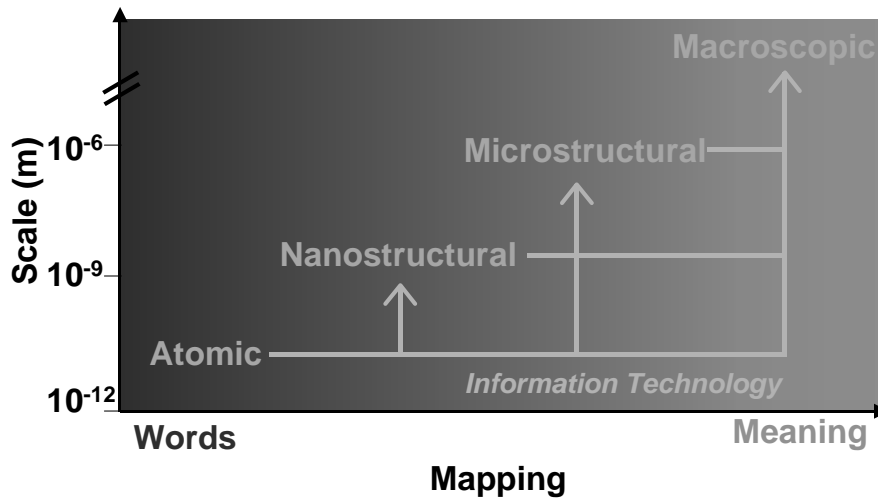 Macroscopic
10-6
Microstructural
Scale (m)
Nanostructural
10-9
Atomic
Information Technology
10-12
Words
Meaning
Mapping